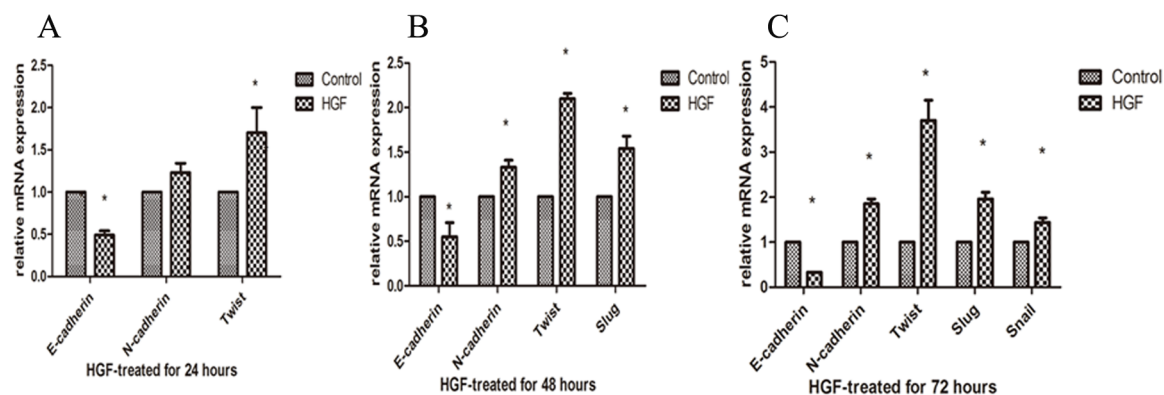 A
relative mRNA expression
2.5
2.0
1.5
1.0
0.5
0.0
*
*
Control
HGF
E-cadherin
N-cadherin
Twist
HGF-treated for 24 hours
B
relative mRNA expression
2.5
2.0
1.5
1.0
0.5
0.0
*
*
*
*
Control
HGF
E-cadherin
N-cadherin
Twist
Slug
HGF-treated for 48 hours
C
relative mRNA expression
5
4
3
2
1
0
*
*
*
*
*
Control
HGF
E-cadherin
N-cadherin
Twist
Slug
Snail
HGF-treated for 72 hours